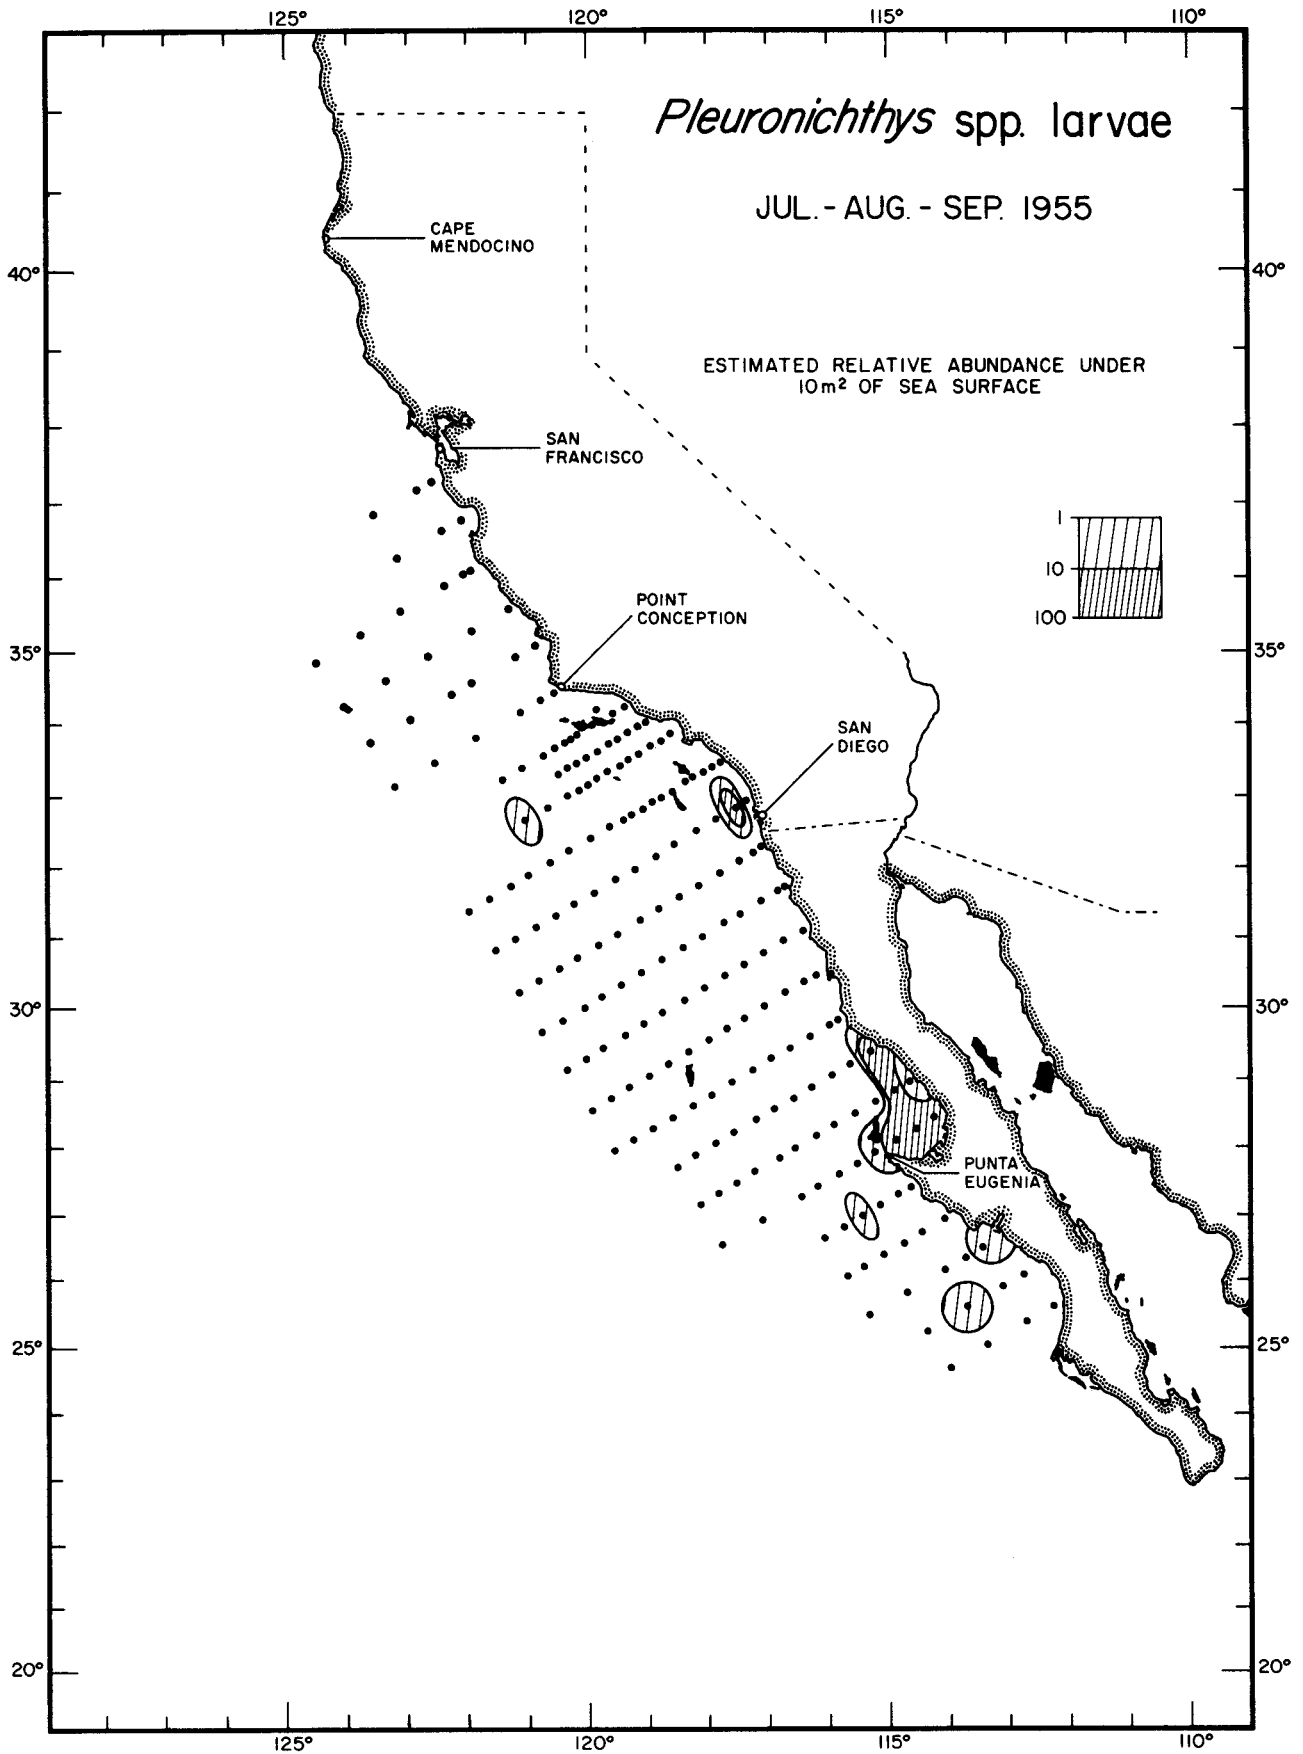 125° 120° 115° 110°
Pleuronichthys spp. larvae
JUL.-AUG.-SEP. 1955
CAPE
MENDOCINO
40° 40°
ESTIMATED RELATIVE ABUNDANCE UNDER
10m² OF SEA SURFACE
SAN
FRANCISCO
1
10
100
POINT
CONCEPTION
35° 35°
SAN
DIEGO
30° 30°
PUNTA
EUGENIA
25° 25°
20° 20°
125° 120° 115° 110°